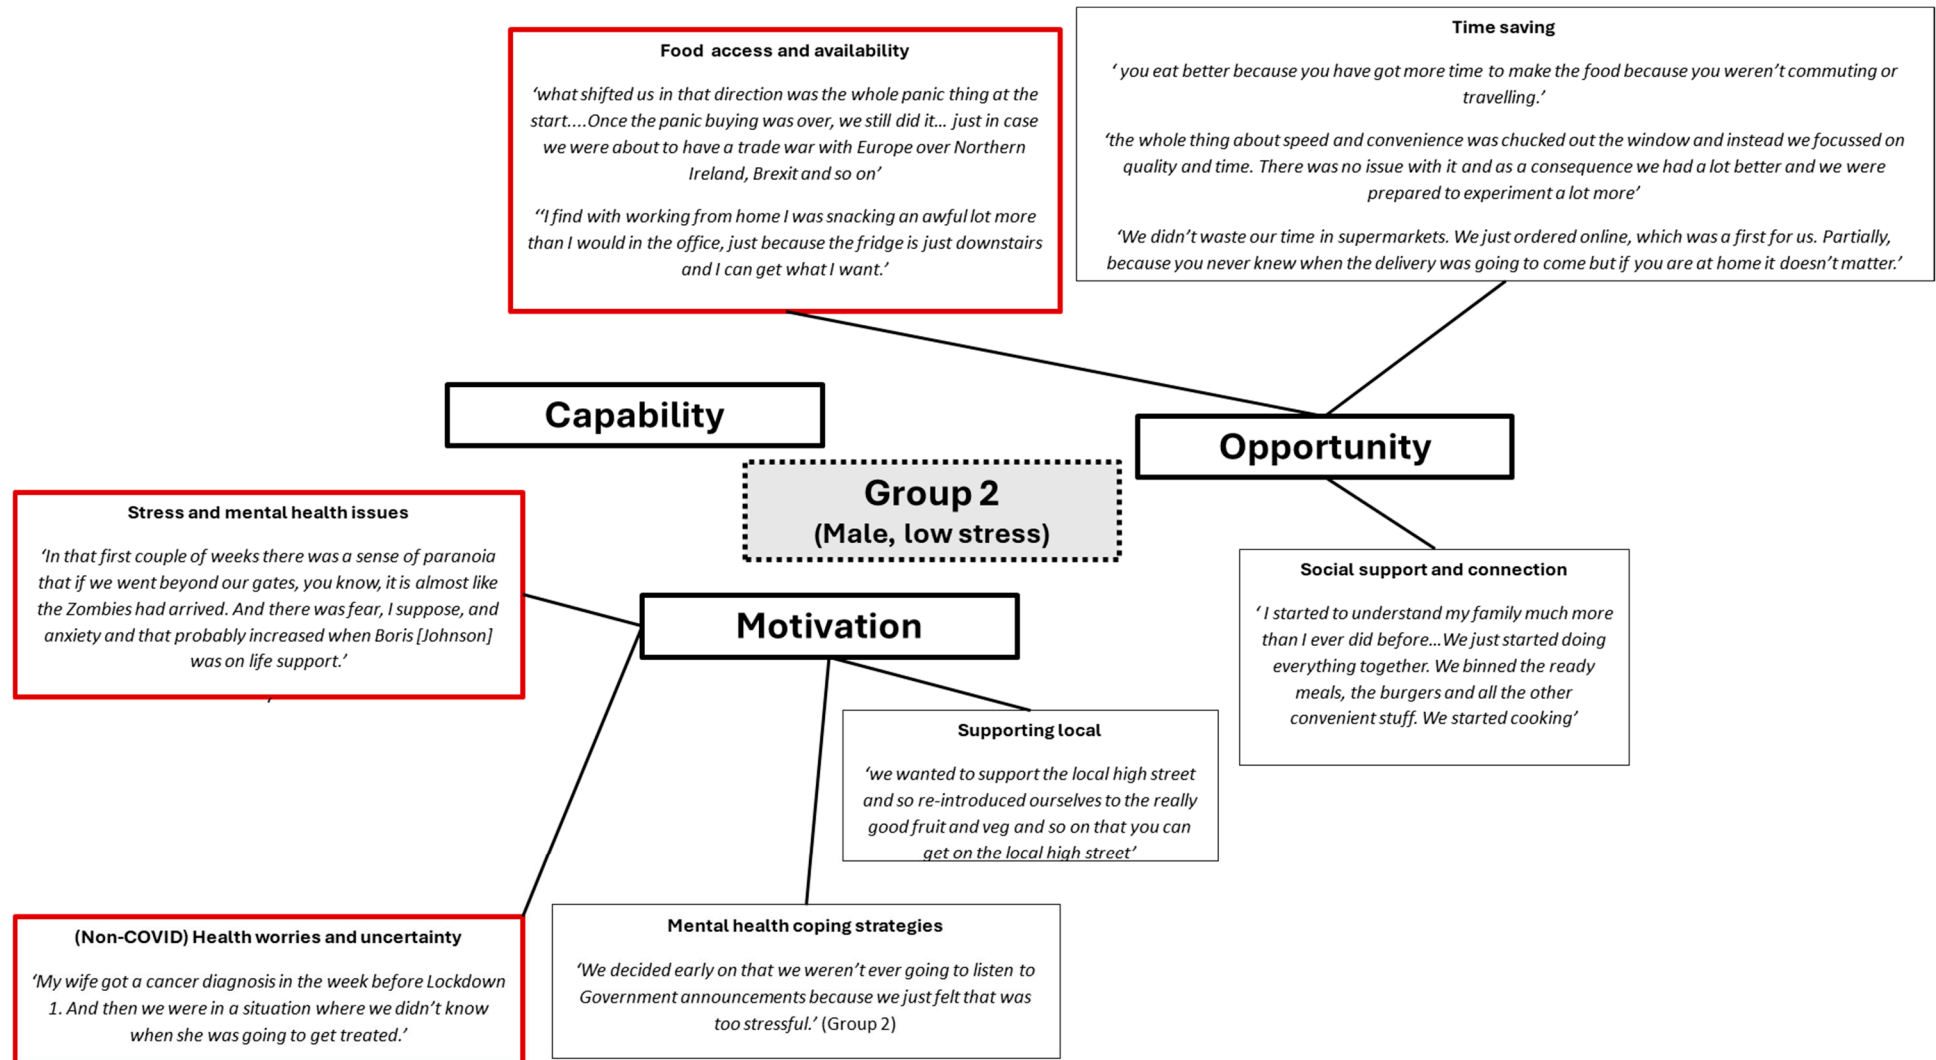 Food access and availability
‘what shifted us in that direction was the whole panic thing at the
start....Once the panic buying was over, we still did it... just in case
we were about to have a trade war with Europe over Northern
Ireland, Brexit and so on’
‘‘I find with working from home I was snacking an awful lot more
than I would in the office, just because the fridge is just downstairs
and I can get what I want.’
Time saving
‘ you eat better because you have got more time to make the food because you weren’t commuting or
travelling.’
‘the whole thing about speed and convenience was chucked out the window and instead we focussed on
quality and time. There was no issue with it and as a consequence we had a lot better and we were
prepared to experiment a lot more’
‘We didn’t waste our time in supermarkets. We just ordered online, which was a first for us. Partially,
because you never knew when the delivery was going to come but if you are at home it doesn’t matter.’
Capability
Opportunity
Group 2
(Male, low stress)
Stress and mental health issues
‘In that first couple of weeks there was a sense of paranoia
that if we went beyond our gates, you know, it is almost like
the Zombies had arrived. And there was fear, I suppose, and
anxiety and that probably increased when Boris [Johnson]
was on life support.’
’
Motivation
Social support and connection
‘ I started to understand my family much more
than I ever did before...We just started doing
everything together. We binned the ready
meals, the burgers and all the other
convenient stuff. We started cooking’
Supporting local
‘we wanted to support the local high street
and so re-introduced ourselves to the really
good fruit and veg and so on that you can
get on the local high street’
(Non-COVID) Health worries and uncertainty
‘My wife got a cancer diagnosis in the week before Lockdown
1. And then we were in a situation where we didn’t know
when she was going to get treated.’
Mental health coping strategies
‘We decided early on that we weren’t ever going to listen to
Government announcements because we just felt that was
too stressful.’ (Group 2)